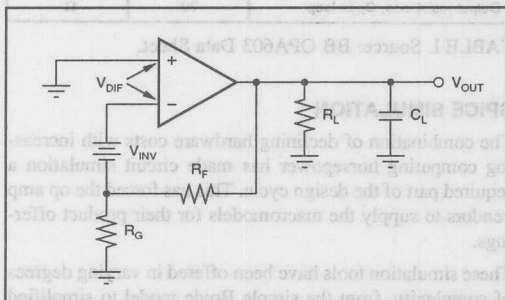 TABLE I. Source: BB OPA603 Data Sheet.
+
V_DIF
−
V_OUT
R_L
C_L
SPICE SIMULATION
The combination of declining hardware costs with increas-
ing computing horsepower has made circuit simulation a
required part of the design cycle. This has forced the op amp
vendors to supply the macromodels for their product offer-
ings.
V_INV
R_F
R_G
These simulation tools have been offered in varying degrees
of complexity, from the simple Boyle model to simplified